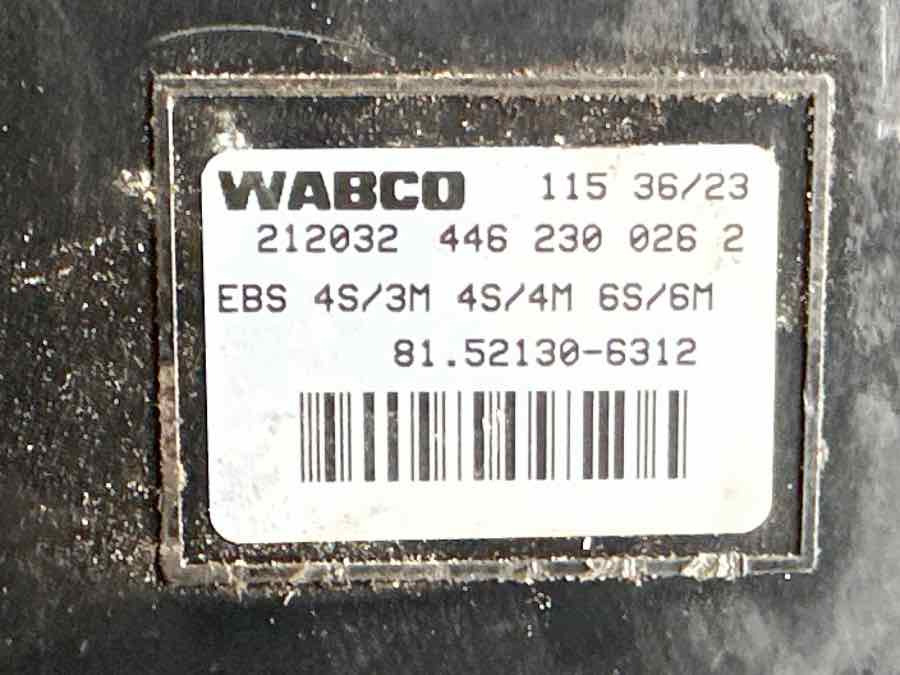 WABCO 115 36/23
212032 446 230 026 2
EBS 4S/3M 4S/4M 6S/6M
81.52130-6312